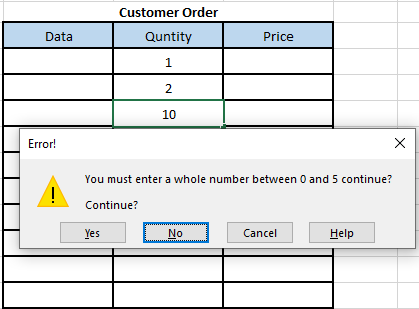 Customer Order
Data Quntity Price
1
2
10
Error!
You must enter a whole number between 0 and 5 continue?
Continue?
Yes No Cancel Help